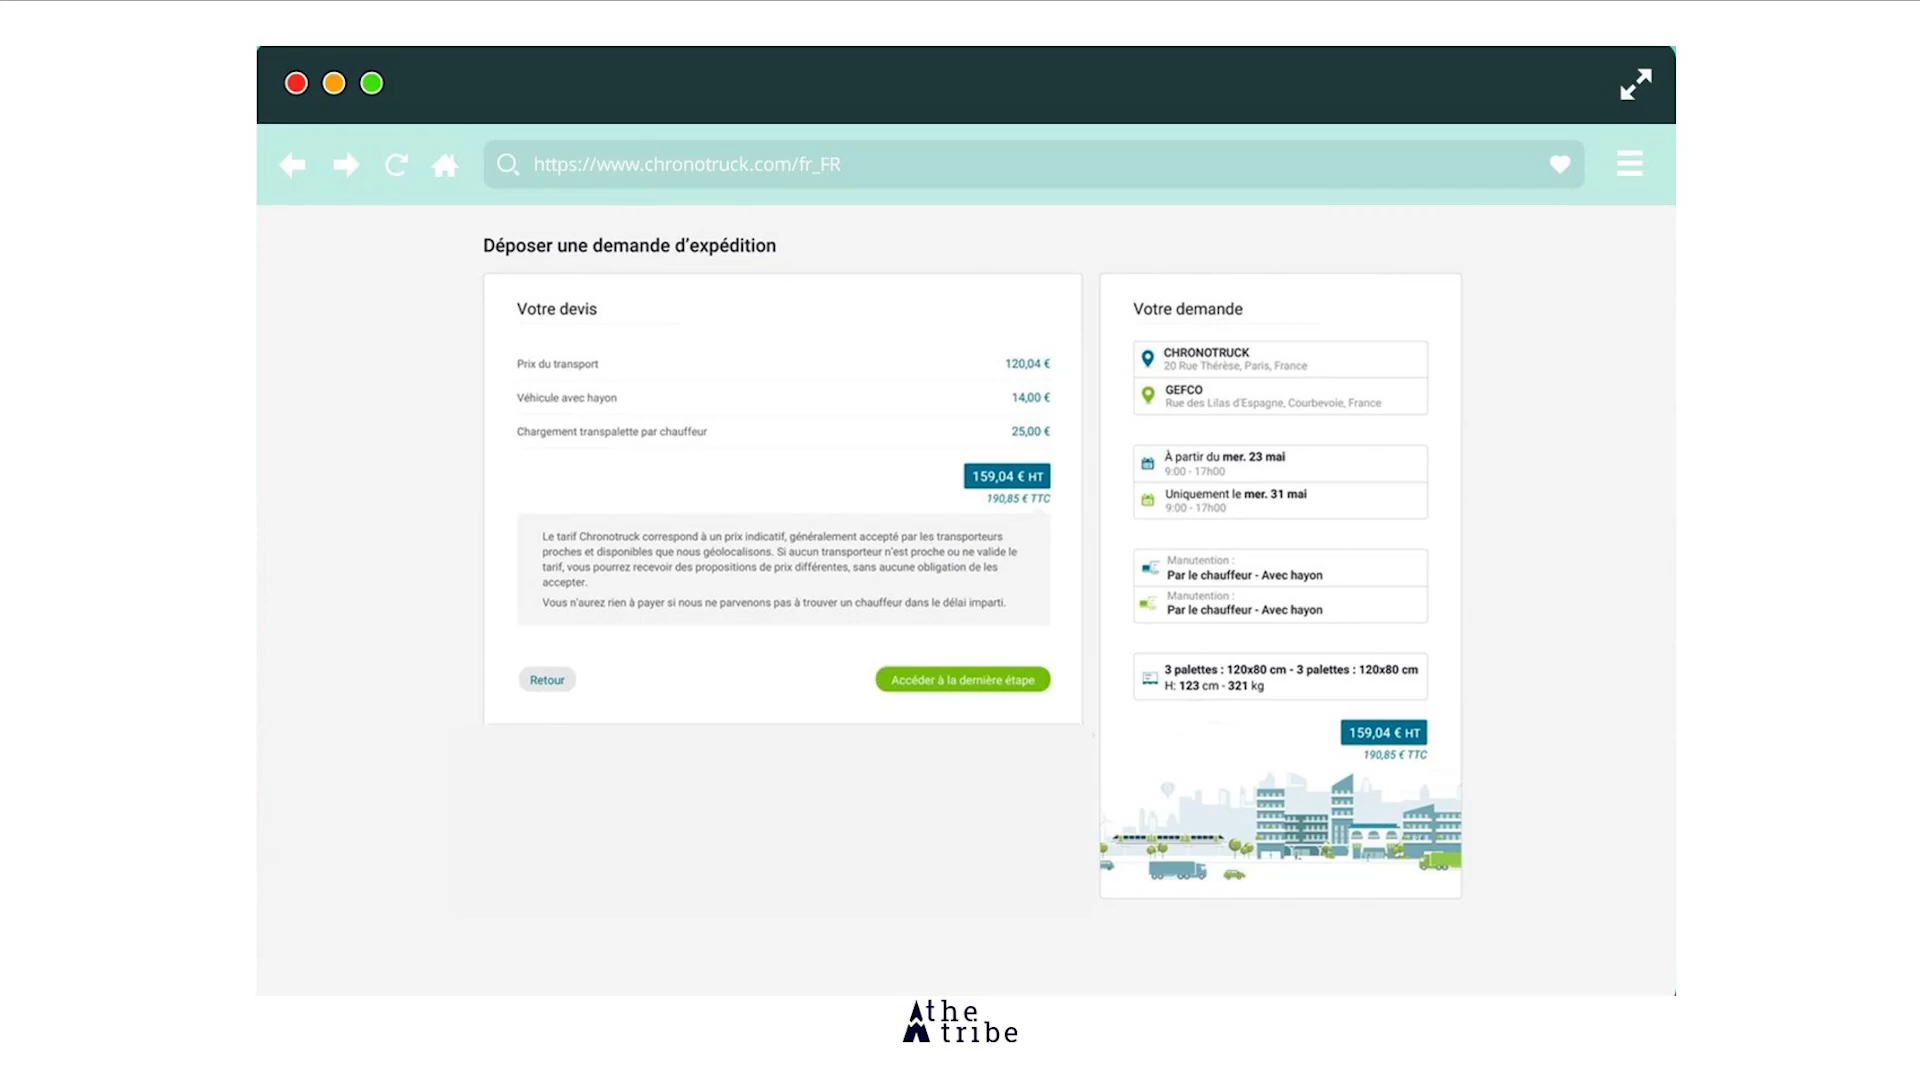 https://www.chronotruck.com/fr_FR
Déposer une demande d’expédition
Votre devis
Prix du transport 120,04 €
Véhicule avec hayon 14,00 €
Chargement transpalette par chauffeur 25,00 €
159,04 € HT
190,85 € TTC
Le tarif Chronotruck correspond à un prix indicatif, généralement accepté par les transporteurs
proches et disponibles que nous géolocalisons. Si aucun transporteur n’est proche ou ne valide le
tarif, vous pourrez recevoir des propositions de prix différentes, sans aucune obligation de les
accepter.
Vous n’aurez rien à payer si nous ne parvenons pas à trouver un chauffeur dans le délai imparti.
Retour
Accéder à la dernière étape
Votre demande
CHRONOTRUCK
20 Rue Thérèse, Paris, France
GEFCO
Rue des Lilas d'Espagne, Courbevoie, France
À partir du mer. 23 mai
9:00 - 17h00
Uniquement le mer. 31 mai
9:00 - 17h00
Manutention :
Par le chauffeur - Avec hayon
Manutention :
Par le chauffeur - Avec hayon
3 palettes : 120x80 cm - 3 palettes : 120x80 cm
H: 123 cm - 321 kg
159,04 € HT
190,85 € TTC
the
tribe